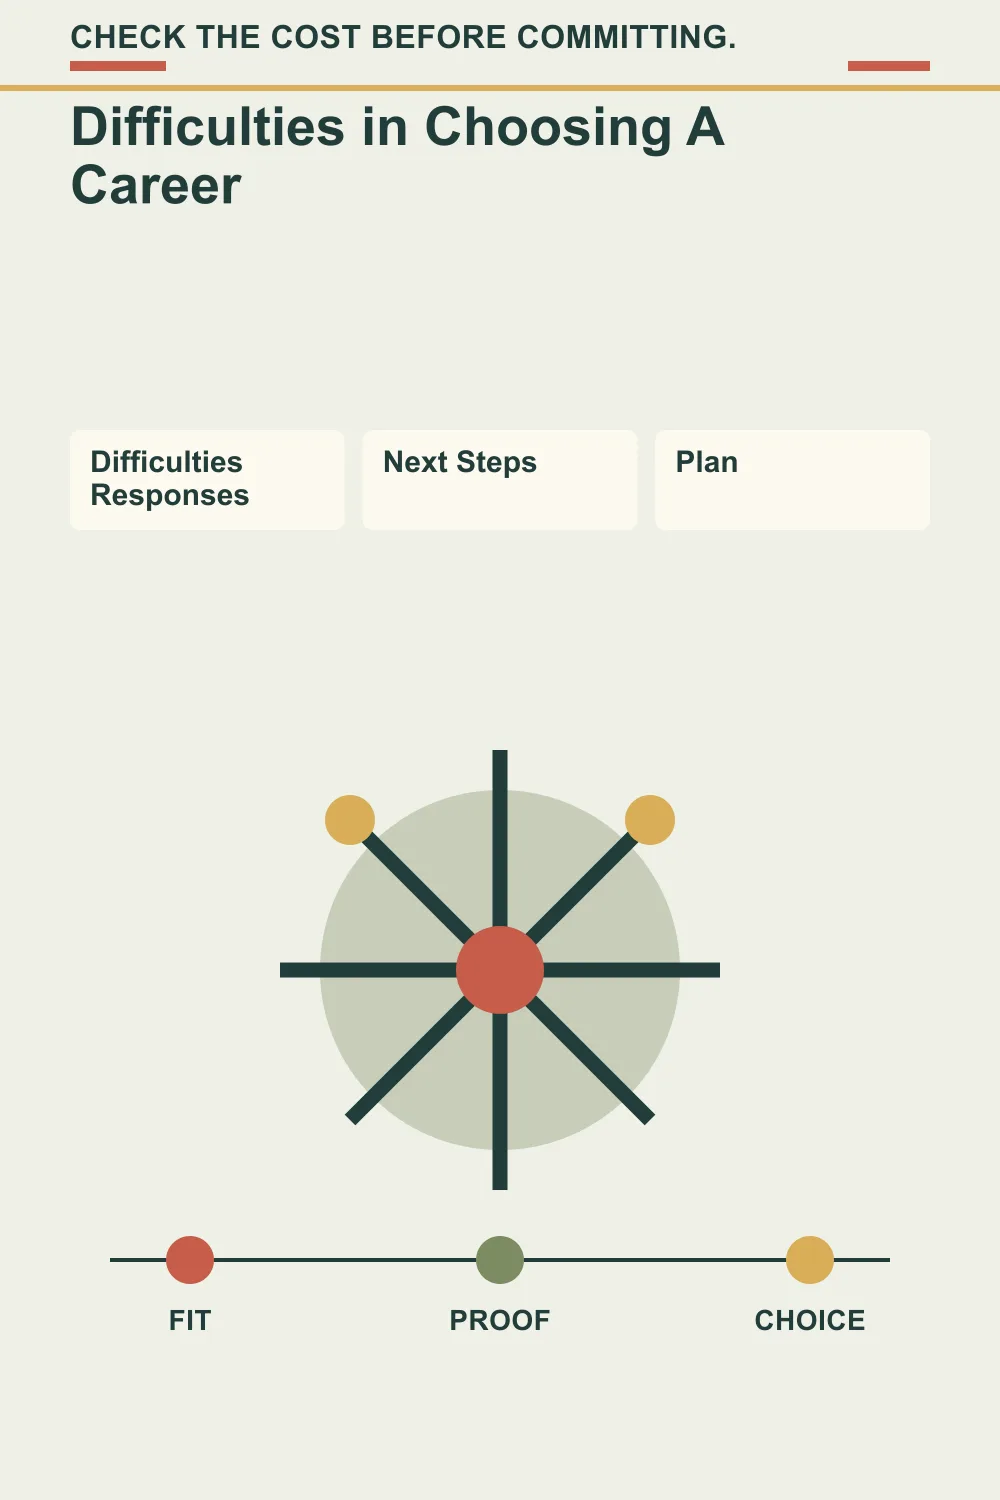 CHECK THE COST BEFORE COMMITTING.
Difficulties in Choosing A
Career
Difficulties
Responses
Next Steps
Plan
FIT
PROOF
CHOICE